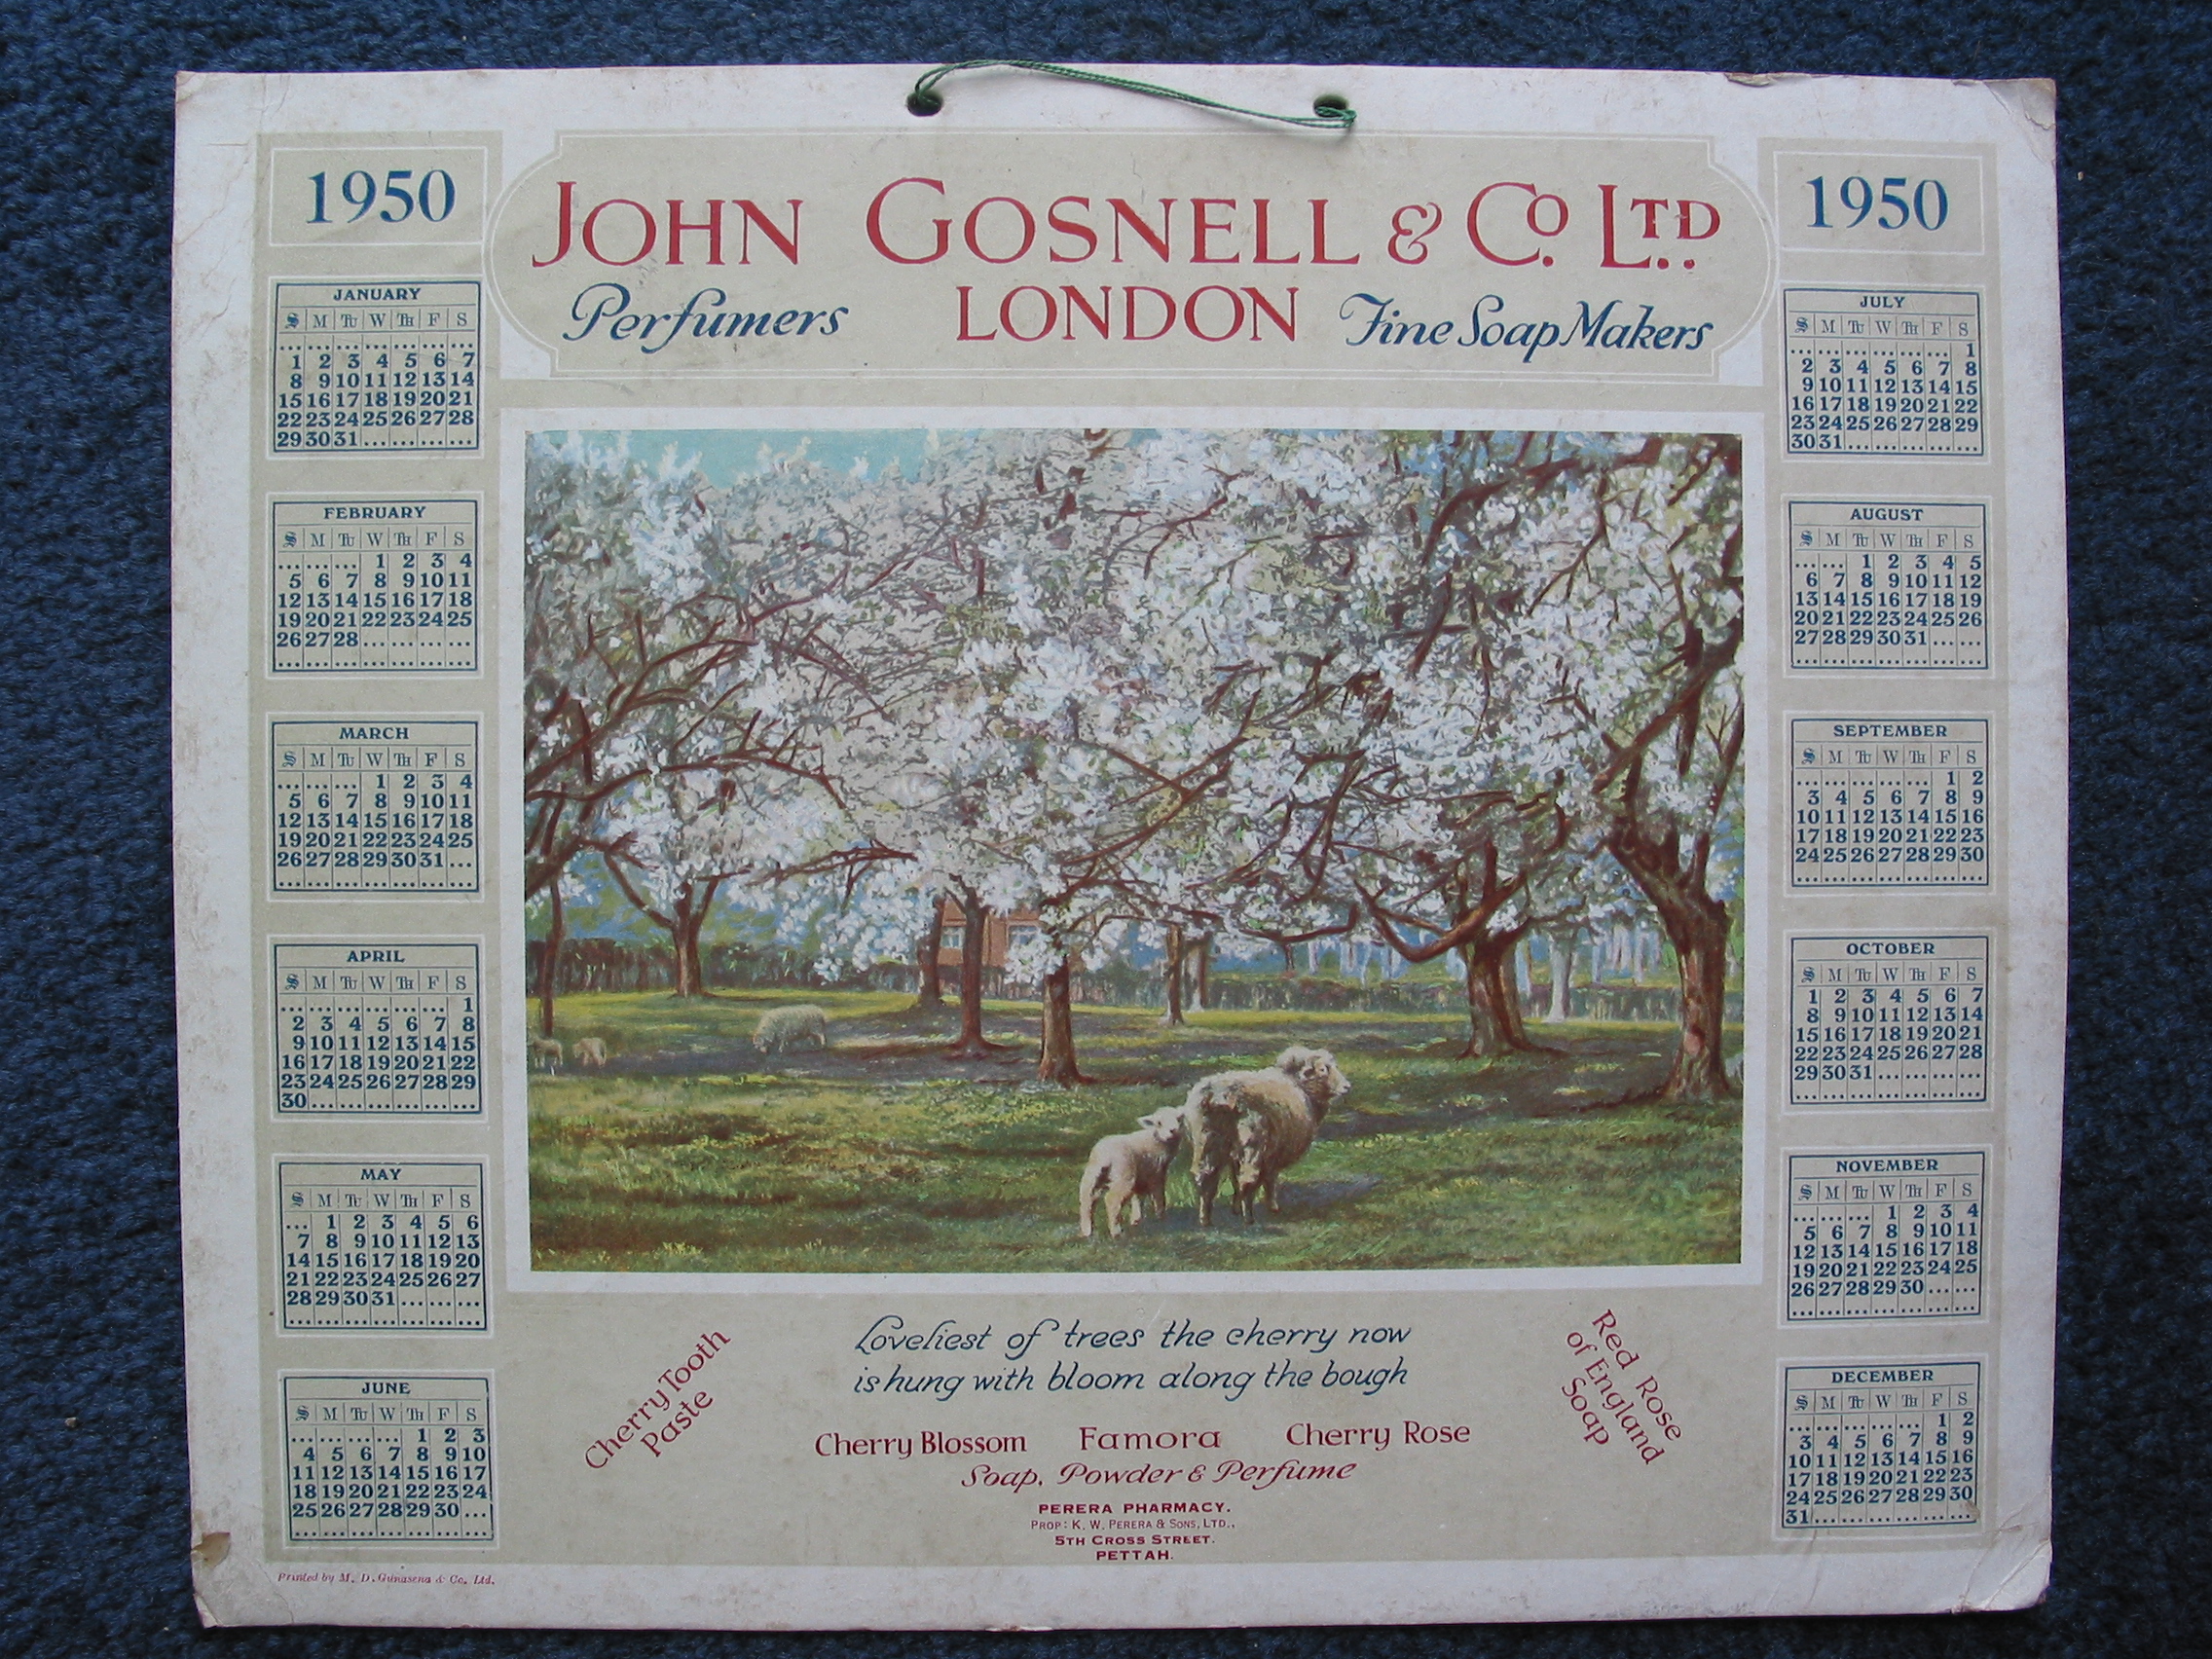 1950
JOHN GOSNELL & CO. LTD..
Perfumers LONDON Fine Soap Makers
1950
JANUARY
S M TU W TH F S
1 2 3 4 5 6 7
8 9 10 11 12 13 14
15 16 17 18 19 20 21
22 23 24 25 26 27 28
29 30 31
FEBRUARY
S M TU W TH F S
1 2 3 4
5 6 7 8 9 10 11
12 13 14 15 16 17 18
19 20 21 22 23 24 25
26 27 28
MARCH
S M TU W TH F S
1 2 3 4
5 6 7 8 9 10 11
12 13 14 15 16 17 18
19 20 21 22 23 24 25
26 27 28 29 30 31
APRIL
S M TU W TH F S
1
2 3 4 5 6 7 8
9 10 11 12 13 14 15
16 17 18 19 20 21 22
23 24 25 26 27 28 29
30
MAY
S M TU W TH F S
1 2 3 4 5 6
7 8 9 10 11 12 13
14 15 16 17 18 19 20
21 22 23 24 25 26 27
28 29 30 31
JUNE
S M TU W TH F S
1 2 3
4 5 6 7 8 9 10
11 12 13 14 15 16 17
18 19 20 21 22 23 24
25 26 27 28 29 30
JULY
S M TU W TH F S
1
2 3 4 5 6 7 8
9 10 11 12 13 14 15
16 17 18 19 20 21 22
23 24 25 26 27 28 29
30 31
AUGUST
S M TU W TH F S
1 2 3 4 5
6 7 8 9 10 11 12
13 14 15 16 17 18 19
20 21 22 23 24 25 26
27 28 29 30 31
SEPTEMBER
S M TU W TH F S
1 2
3 4 5 6 7 8 9
10 11 12 13 14 15 16
17 18 19 20 21 22 23
24 25 26 27 28 29 30
OCTOBER
S M TU W TH F S
1 2 3 4 5 6 7
8 9 10 11 12 13 14
15 16 17 18 19 20 21
22 23 24 25 26 27 28
29 30 31
NOVEMBER
S M TU W TH F S
1 2 3 4
5 6 7 8 9 10 11
12 13 14 15 16 17 18
19 20 21 22 23 24 25
26 27 28 29 30
DECEMBER
S M TU W TH F S
1 2
3 4 5 6 7 8 9
10 11 12 13 14 15 16
17 18 19 20 21 22 23
24 25 26 27 28 29 30
31
Loveliest of trees the cherry now
is hung with bloom along the bough
Cherry Tooth
Paste
Red Rose
of England
Soap
Cherry Blossom Famora Cherry Rose
Soap, Powder & Perfume
PERERA PHARMACY.
PROP: K. W. PERERA & SONS, LTD.,
5TH CROSS STREET.
PETTAH.
Printed by M. D. Gunasena & Co. Ltd.